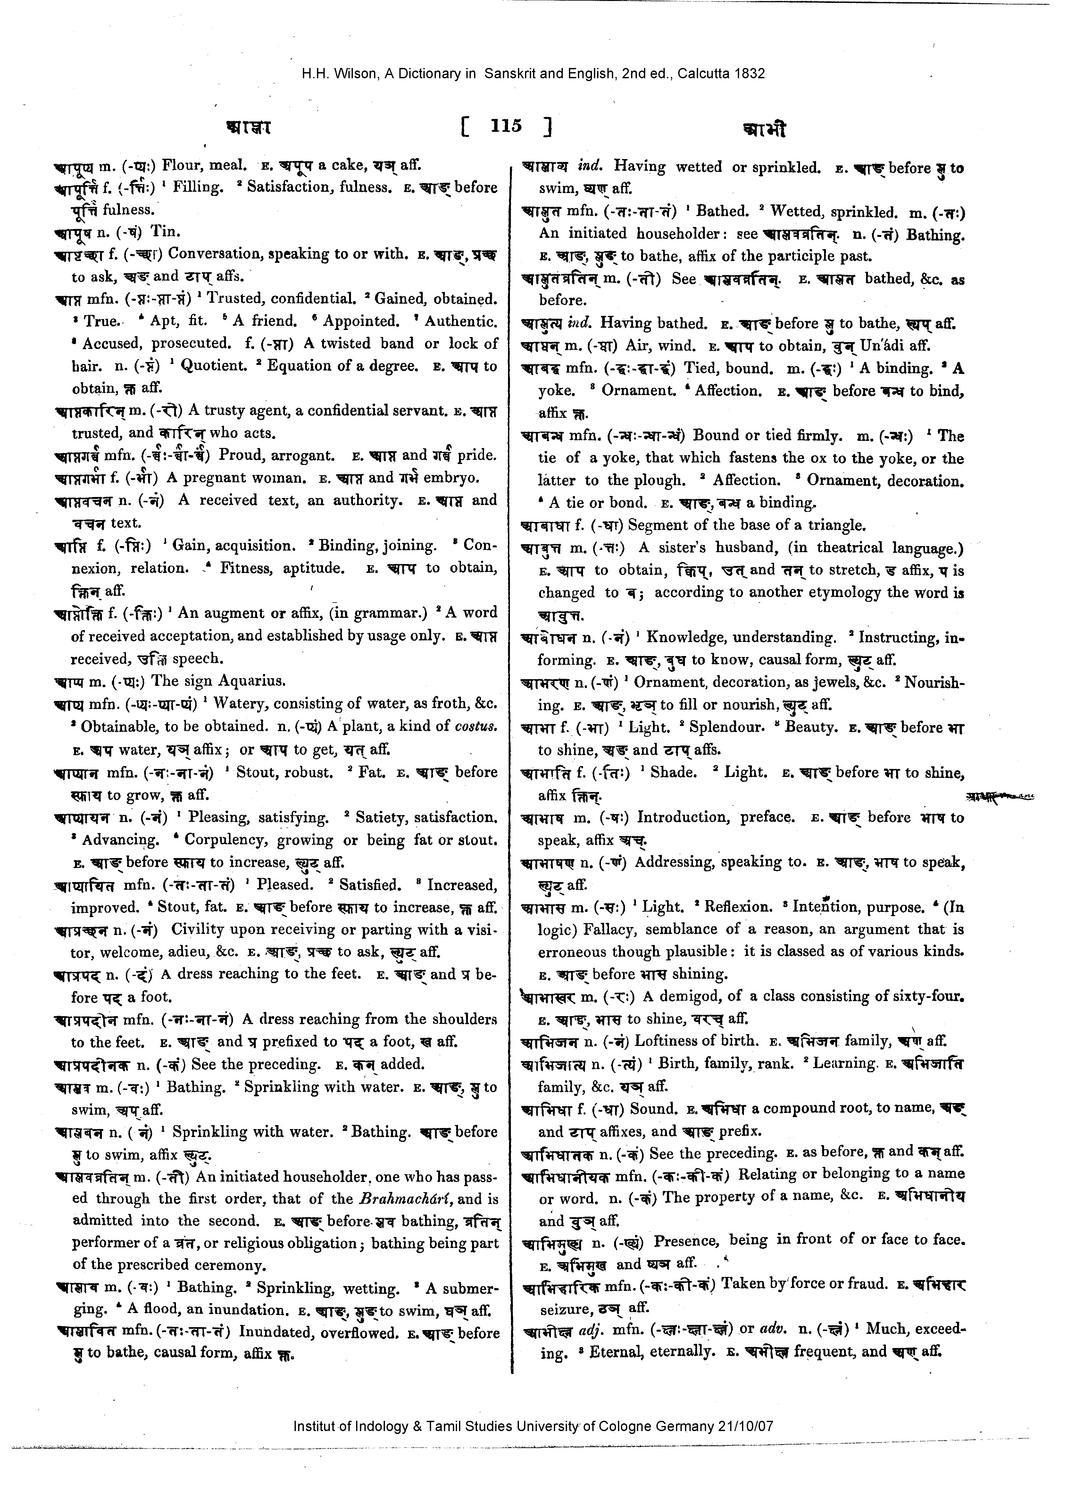 H.H. Wilson, A Dictionary in Sanskrit and English, 2nd ed., Calcutta 1832
[ 115 ]
आभी
आपूप्य m. (-प्यः) Flour, meal. E. अपूप a cake, यञ् aff.
आपूर्त्ति f. (-र्त्तिः) ¹ Filling. ² Satisfaction, fulness. E. आङ् before
पूर्त्ति fulness.
आपूष n. (-षं) Tin.
आपृच्छा f. (-च्छा) Conversation, speaking to or with. E. आङ्, प्रच्छ
to ask, अङ् and टाप् affs.
आप्त mfn. (-प्तः-प्ता-प्तं) ¹ Trusted, confidential. ² Gained, obtained.
³ True. ⁴ Apt, fit. ⁵ A friend. ⁶ Appointed. ⁷ Authentic.
⁸ Accused, prosecuted. f. (-प्ता) A twisted band or lock of
hair. n. (-प्तं) ¹ Quotient. ² Equation of a degree. E. आप to
obtain, क्त aff.
आप्तकारिन् m. (-री) A trusty agent, a confidential servant. E. आप्त
trusted, and कारिन् who acts.
आप्तगर्व्व mfn. (-र्व्वः-र्व्वा-र्व्वं) Proud, arrogant. E. आप्त and गर्व्व pride.
आप्तगर्भा f. (-र्भा) A pregnant woman. E. आप्त and गर्भ embryo.
आप्तवचन n. (-नं) A received text, an authority. E. आप्त and
वचन text.
आप्ति f. (-प्तिः) ¹ Gain, acquisition. ² Binding, joining. ³ Con-
nexion, relation. ⁴ Fitness, aptitude. E. आप to obtain,
क्तिन् aff.
आप्तोक्ति f. (-क्तिः) ¹ An augment or affix, (in grammar.) ² A word
of received acceptation, and established by usage only. E. आप्त
received, उक्ति speech.
आप्य m. (-प्यः) The sign Aquarius.
आप्य mfn. (-प्यः-प्या-प्यं) ¹ Watery, consisting of water, as froth, &c.
² Obtainable, to be obtained. n. (-प्यं) A plant, a kind of costus.
E. अप water, यञ् affix; or आप to get, यत् aff.
आप्यान mfn. (-नः-ना-नं) ¹ Stout, robust. ² Fat. E. आङ् before
स्फाय to grow, क्त aff.
आप्यायन n. (-नं) ¹ Pleasing, satisfying. ² Satiety, satisfaction.
³ Advancing. ⁴ Corpulency, growing or being fat or stout.
E. आङ् before स्फाय to increase, ल्युट् aff.
आप्यायित mfn. (-तः-ता-तं) ¹ Pleased. ² Satisfied. ³ Increased,
improved. ⁴ Stout, fat. E. आङ् before स्फाय to increase, क्त aff.
आप्रच्छन n. (-नं) Civility upon receiving or parting with a visi-
tor, welcome, adieu, &c. E. आङ्, प्रच्छ to ask, ल्युट् aff.
आप्रपद n. (-दं) A dress reaching to the feet. E. आङ् and प्र be-
fore पद a foot.
आप्रपदीन mfn. (-नः-ना-नं) A dress reaching from the shoulders
to the feet. E. आङ् and प्र prefixed to पद a foot, ख aff.
आप्रपदीनक n. (-कं) See the preceding. E. कन् added.
आप्लव m. (-वः) ¹ Bathing. ² Sprinkling with water. E. आङ्, प्लु to
swim, अप् aff.
आप्लवन n. (-नं) ¹ Sprinkling with water. ² Bathing. आङ् before
प्लु to swim, affix ल्युट्.
आप्लवव्रतिन् m. (-ती) An initiated householder, one who has pass-
ed through the first order, that of the Brahmachárí, and is
admitted into the second. E. आङ् before प्लव bathing, व्रतिन्
performer of a व्रत, or religious obligation; bathing being part
of the prescribed ceremony.
आप्लाव m. (-वः) ¹ Bathing. ² Sprinkling, wetting. ³ A submer-
ging. ⁴ A flood, an inundation. E. आङ्, प्लुङ् to swim, घञ् aff.
आप्लावित mfn. (-तः-ता-तं) Inundated, overflowed. E. आङ् before
प्लु to bathe, causal form, affix क्त.
आप्लाव्य ind. Having wetted or sprinkled. E. आङ् before प्लु to
swim, ण्यण् aff.
आप्लुत mfn. (-तः-ता-तं) ¹ Bathed. ² Wetted, sprinkled. m. (-तः)
An initiated householder: see आप्लवव्रतिन्. n. (-तं) Bathing.
E. आङ्, प्लुङ् to bathe, affix of the participle past.
आप्लुतव्रतिन् m. (-ती) See आप्लवव्रतिन्. E. आप्लुत bathed, &c. as
before.
आप्लुत्य ind. Having bathed. E. आङ् before प्लु to bathe, ल्यप् aff.
आप्वन् m. (-प्वा) Air, wind. E. आप to obtain, वुन् Un'ádi aff.
आबद्ध mfn. (-द्धः-द्धा-द्धं) Tied, bound. m. (-द्धः) ¹ A binding. ² A
yoke. ³ Ornament. ⁴ Affection. E. आङ् before बन्ध to bind,
affix क्त.
आबन्ध mfn. (-न्धः-न्धा-न्धं) Bound or tied firmly. m. (-न्धः) ¹ The
tie of a yoke, that which fastens the ox to the yoke, or the
latter to the plough. ² Affection. ³ Ornament, decoration.
⁴ A tie or bond. E. आङ्, बन्ध a binding.
आबाधा f. (-धा) Segment of the base of a triangle.
आबुत्त m. (-त्तः) A sister's husband, (in theatrical language.)
E. आप to obtain, क्विप्, उत् and तन् to stretch, ड affix, प is
changed to ब; according to another etymology the word is
आवुत्त.
आबोधन n. (-नं) ¹ Knowledge, understanding. ² Instructing, in-
forming. E. आङ्, बुध to know, causal form, ल्युट् aff.
आभरण n. (-णं) ¹ Ornament, decoration, as jewels, &c. ² Nourish-
ing. E. आङ्, भृञ् to fill or nourish, ल्युट् aff.
आभा f. (-भा) ¹ Light. ² Splendour. ³ Beauty. E. आङ् before भा
to shine, अङ् and टाप् affs.
आभाति f. (-तिः) ¹ Shade. ² Light. E. आङ् before भा to shine,
affix क्तिन्.
आभाष m. (-षः) Introduction, preface. E. आङ् before भाष to
speak, affix अच्.
आभाषण n. (-णं) Addressing, speaking to. E. आङ्, भाष to speak,
ल्युट् aff.
आभास m. (-सः) ¹ Light. ² Reflexion. ³ Intention, purpose. ⁴ (In
logic) Fallacy, semblance of a reason, an argument that is
erroneous though plausible: it is classed as of various kinds.
E. आङ् before भास shining.
आभास्वर m. (-रः) A demigod, of a class consisting of sixty-four.
E. आङ्, भास to shine, वरच् aff.
आभिजन n. (-नं) Loftiness of birth. E. अभिजन family, अण् aff.
आभिजात्य n. (-त्यं) ¹ Birth, family, rank. ² Learning. E. अभिजाति
family, &c. यञ् aff.
आभिधा f. (-धा) Sound. E. अभिधा a compound root, to name, अङ्
and टाप् affixes, and आङ् prefix.
आभिधातक n. (-कं) See the preceding. E. as before, क्त and कन् aff.
आभिधानीयक mfn. (-कः-की-कं) Relating or belonging to a name
or word. n. (-कं) The property of a name, &c. E. अभिधानीय
and वुञ् aff.
आभिमुख्य n. (-ख्यं) Presence, being in front of or face to face.
E. अभिमुख and ष्यञ aff.
आभिहारिक mfn. (-कः-की-कं) Taken by force or fraud. E. अभिहार
seizure, ठञ् aff.
आभीक्ष्ण adj. mfn. (-क्ष्णः-क्ष्णा-क्ष्णं) or adv. n. (-क्ष्णं) ¹ Much, exceed-
ing. ² Eternal, eternally. E. अभीक्ष्ण frequent, and अण् aff.
Institut of Indology & Tamil Studies University of Cologne Germany 21/10/07